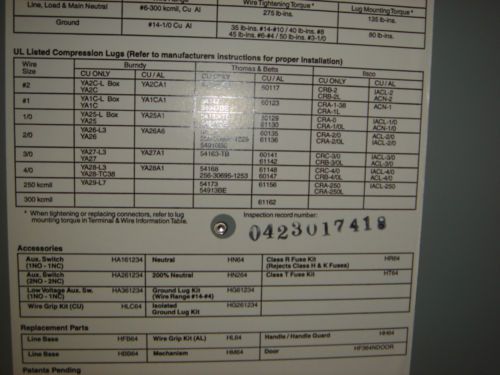 Wire Tightening Torque *
Lug Mounting Torque *
Line, Load & Main Neutral #6-300 kcmil, Cu Al 275 lb-ins. 135 lb-ins.
Ground #14-1/0 Cu Al 35 lb-ins. #14-#10 / 40 lb-ins. #8 80 lb-ins.
45 lb-ins. #6-#4 / 50 lb-ins. #3-1/0
UL Listed Compression Lugs (Refer to manufacturers instructions for proper installation)
Wire Size Burndy Thomas & Betts Ilsco
CU ONLY CU / AL CU ONLY CU / AL CU ONLY CU / AL
#2 YA2C-L Box YA2CA1 60117 CRB-2 IACL-2
YA2C CRB-2L ACN-2
#1 YA1C-L Box YA1CA1 60123 CRA-1-38 ACN-1
YA1C CRA-1L
1/0 YA25-L Box YA25A1 60129 CRA-0 IACL-1/0
YA25 61130 CRA-1/0L ACN-1/0
2/0 YA26-L3 YA26A6 60135 CRA-2/0 IACL-2/0
YA26 61136 CRA-2/0L ACL-2/0
3/0 YA27-L3 YA27A1 54163-TB 60141 CRC-3/0 IACL-3/0
YA27 61142 CRB-3/0L ACL-3/0
4/0 YA28-L3 YA28A1 54168 61148 CRA-4/0 IACL-4/0
YA28-TC38 256-30695-1253 60147 CRB-4/0L ACL-4/0
250 kcmil YA29-L7 54173 61156 CRA-250 IACL-250
54913BE CRA-250L
300 kcmil 61162
* When tightening or replacing connectors, refer to lug
mounting torque in Terminal & Wire Information Table.
Inspection record number:
0423017418
Accessories
Aux. Switch HA161234 Neutral HN64 Class R Fuse Kit HR64
(1NO - 1NC) (Rejects Class H & K Fuses)
Aux. Switch HA261234 200% Neutral HN264 Class T Fuse Kit HT64
(2NO - 2NC)
Low Voltage Aux. Sw. HA361234 Ground Lug Kit HG61234
(1NO - 1NC) (Wire Range #14-#4)
Wire Grip Kit (CU) HLC64 Isolated HG261234
Ground Lug Kit
Replacement Parts
Line Base HFB64 Wire Grip Kit (AL) HL64 Handle / Handle Guard HH64
Line Base Mechanism HM64 Door HF364NDOOR
Patents Pending